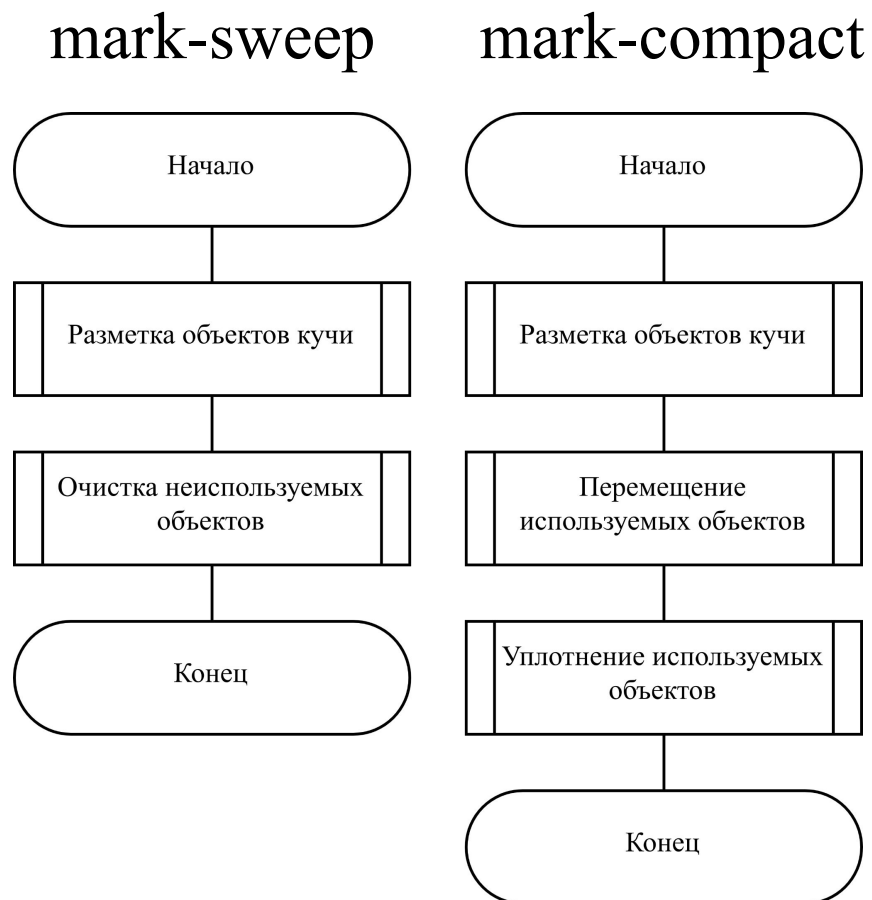 mark-sweep
Начало
Разметка объектов кучи
Очистка неиспользуемых
объектов
Конец
mark-compact
Начало
Разметка объектов кучи
Перемещение
используемых объектов
Уплотнение используемых
объектов
Конец